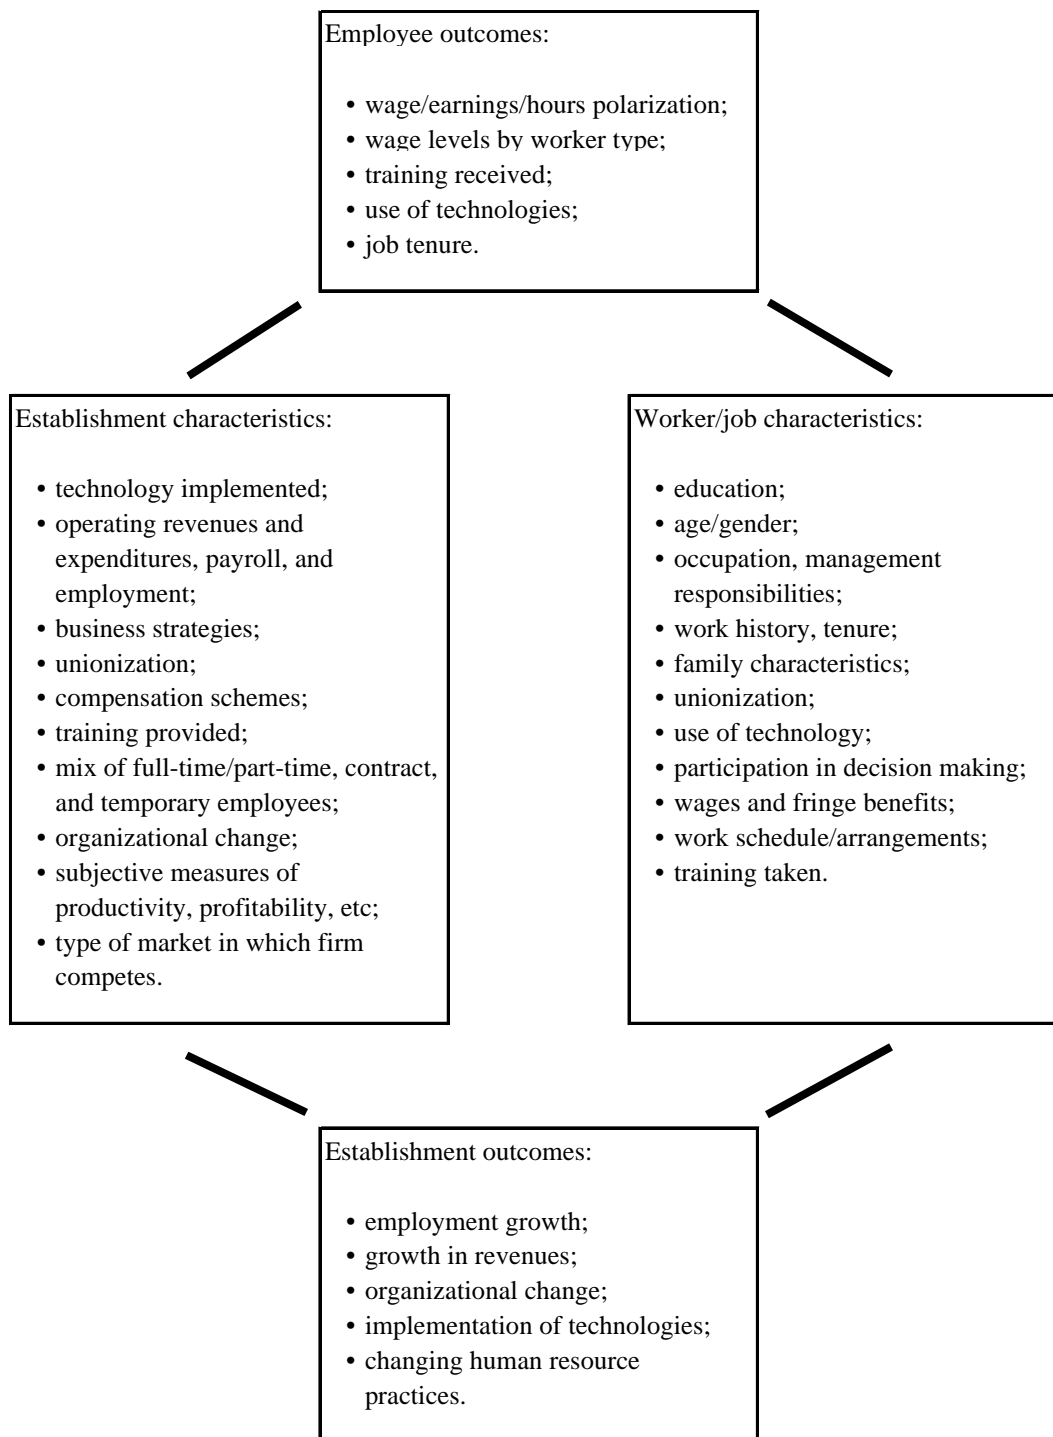 Employee outcomes:
• wage/earnings/hours polarization;
• wage levels by worker type;
• training received;
• use of technologies;
• job tenure.
Establishment characteristics:
• technology implemented;
• operating revenues and
expenditures, payroll, and
employment;
• business strategies;
• unionization;
• compensation schemes;
• training provided;
• mix of full-time/part-time, contract,
and temporary employees;
• organizational change;
• subjective measures of
productivity, profitability, etc;
• type of market in which firm
competes.
Worker/job characteristics:
• education;
• age/gender;
• occupation, management
responsibilities;
• work history, tenure;
• family characteristics;
• unionization;
• use of technology;
• participation in decision making;
• wages and fringe benefits;
• work schedule/arrangements;
• training taken.
Establishment outcomes:
• employment growth;
• growth in revenues;
• organizational change;
• implementation of technologies;
• changing human resource
practices.